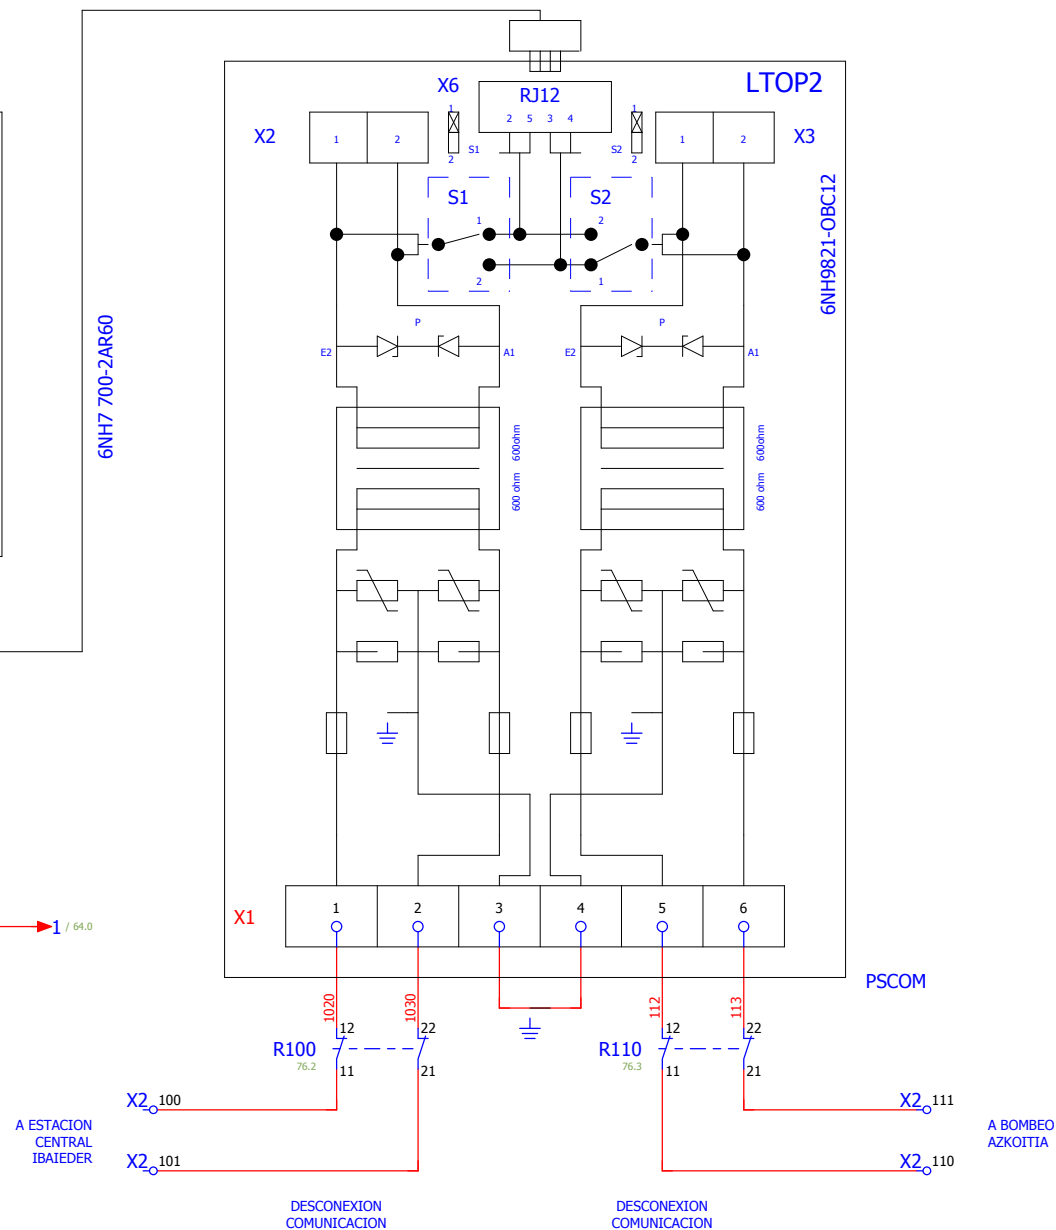 LTOP2
X6
RJ12
1
1
2 5 3 4
X2
1
2
1
2
X3
S1
S2
2
2
S1
S2
1
2
2
1
6NH9821-OBC12
6NH7 700-2AR60
P
P
E2
A1
E2
A1
600 ohm 600ohm
600 ohm 600ohm
X1
1
2
3
4
5
6
1 / 64.0
PSCOM
1020
1030
112
113
12
22
12
22
R100
76.2
R110
76.3
11
21
11
21
X2 100
X2 111
A ESTACION
CENTRAL
IBAIEDER
A BOMBEO
AZKOITIA
X2 101
X2 110
DESCONEXION
COMUNICACION
DESCONEXION
COMUNICACION